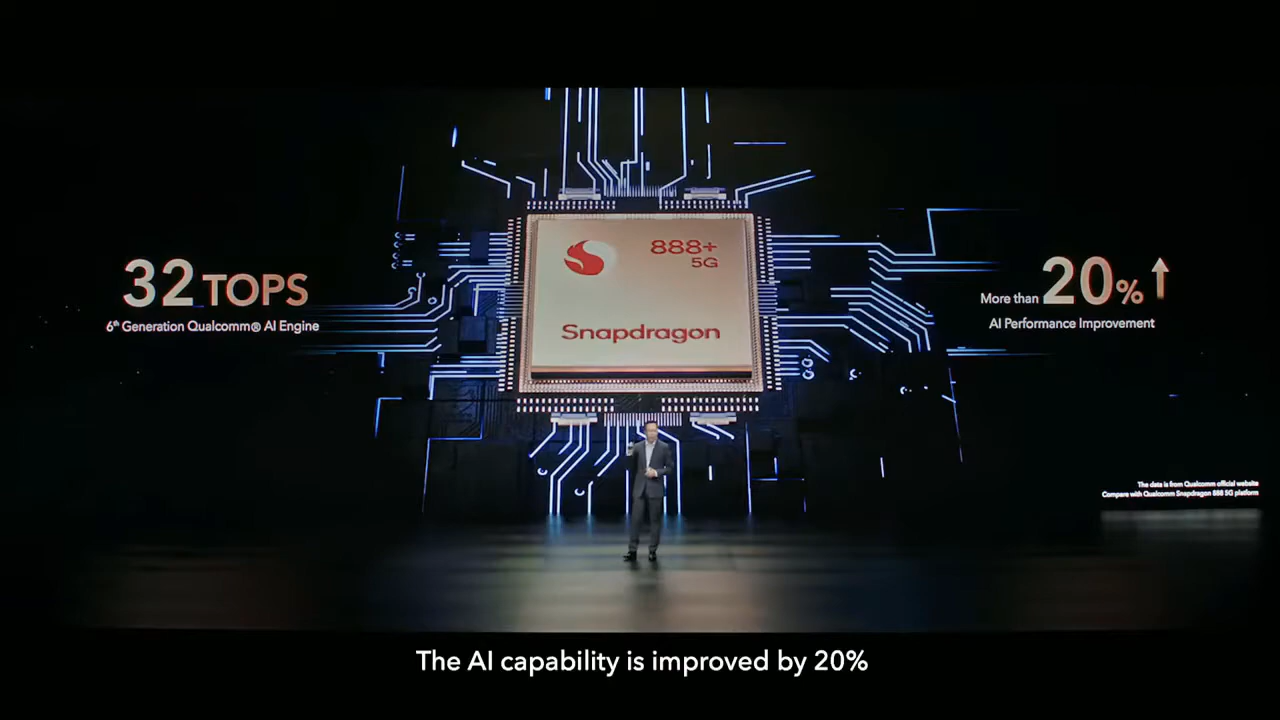 888+
5G
Snapdragon
32 TOPS
6th Generation Qualcomm® AI Engine
More than 20% ↑
AI Performance Improvement
The data is from Qualcomm official website
Compare with Qualcomm Snapdragon 888 5G platform
The AI capability is improved by 20%